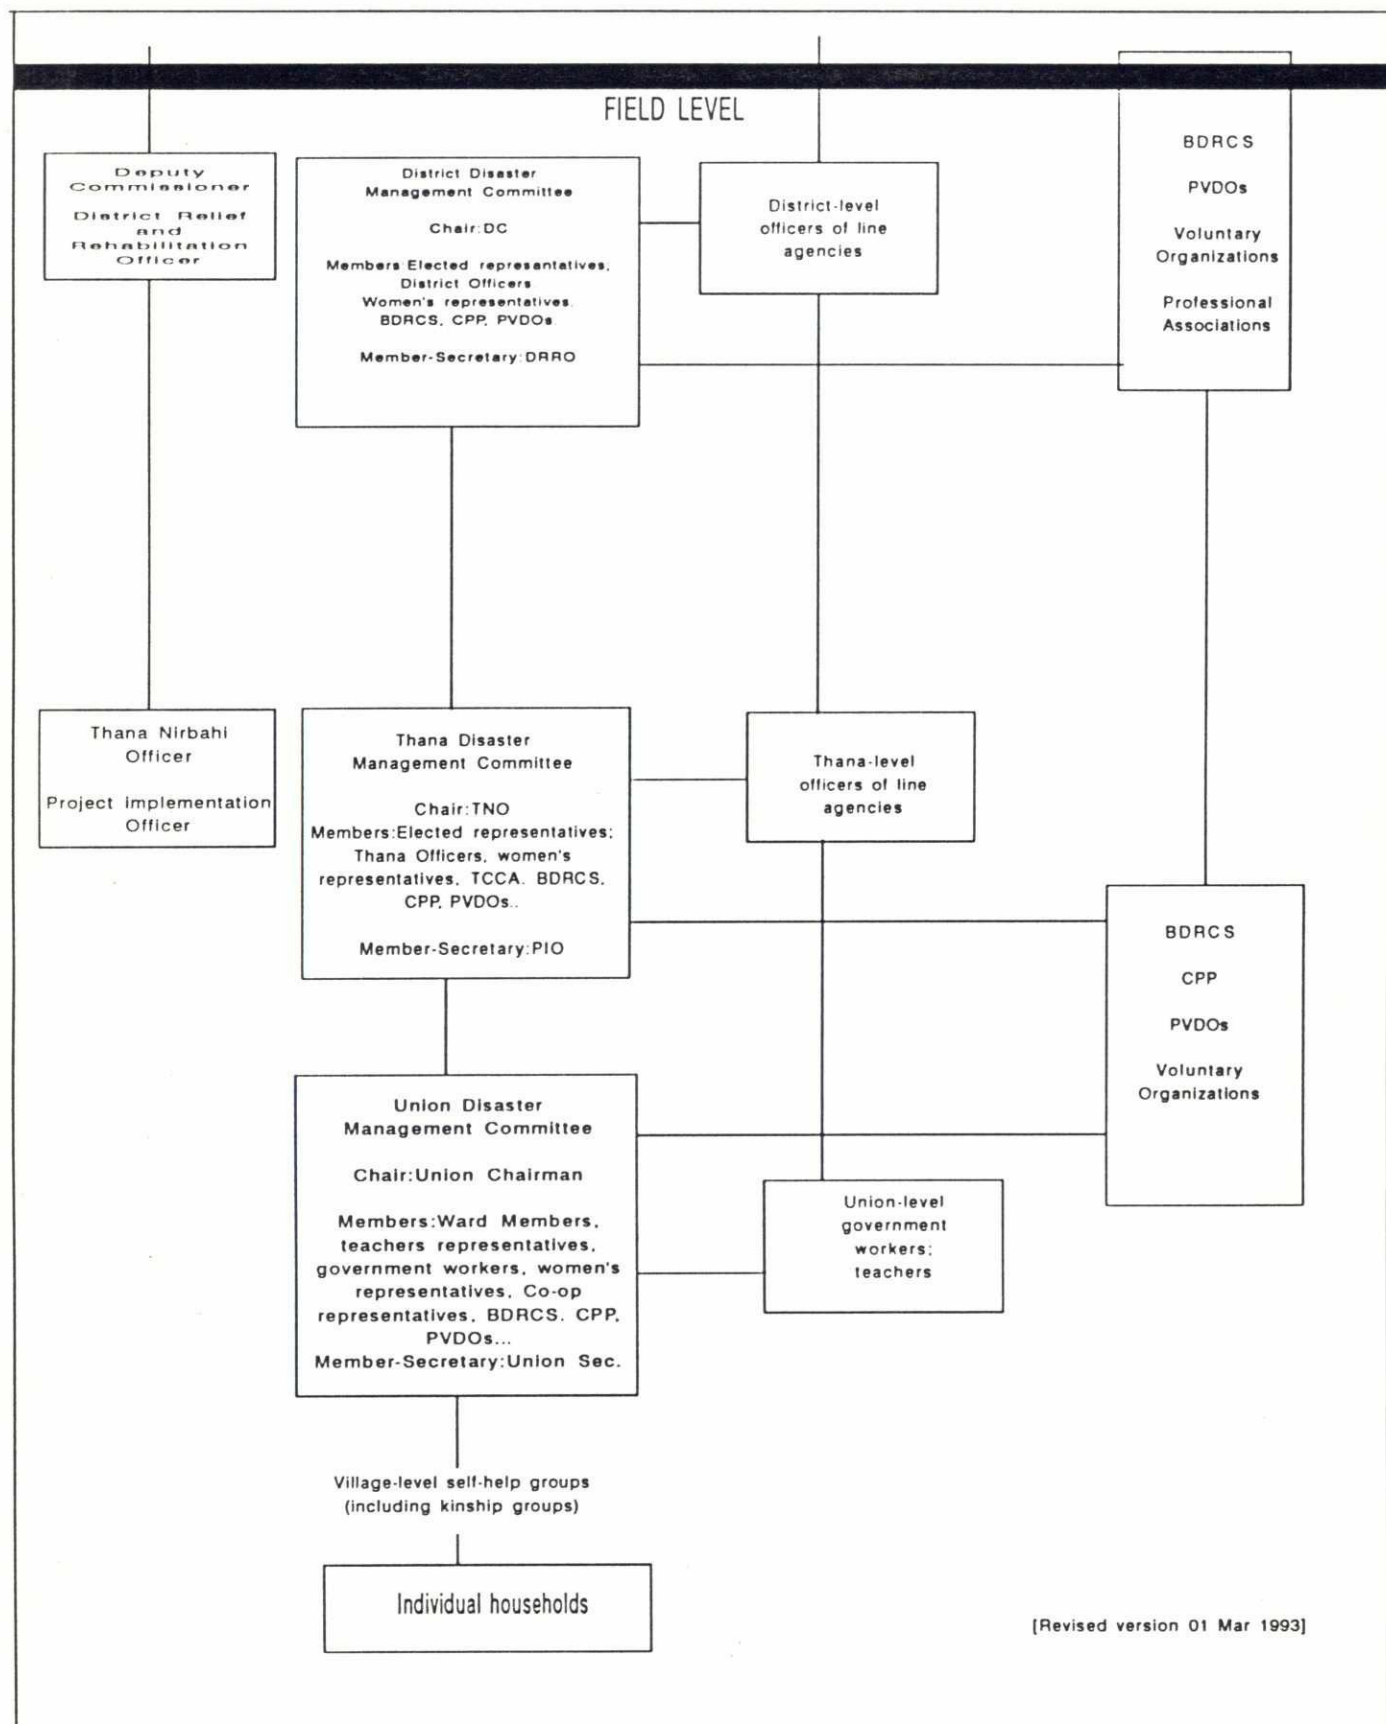 FIELD LEVEL
Deputy
Commissioner
District Relief
and
Rehabilitation
Officer
District Disaster
Management Committee
Chair:DC
Members:Elected represantatives;
District Officers
Women's representatives.
BDRCS, CPP, PVDOs.
Member-Secretary:DRRO
District-level
officers of line
agencies
BDRCS
PVDOs
Voluntary
Organizations
Professional
Associations
Thana Nirbahi
Officer
Project Implementation
Officer
Thana Disaster
Management Committee
Chair:TNO
Members:Elected representatives;
Thana Officers, women's
representatives, TCCA. BDRCS,
CPP, PVDOs..
Member-Secretary:PIO
Thana-level
officers of line
agencies
BDRCS
CPP
PVDOs
Voluntary
Organizations
Union Disaster
Management Committee
Chair:Union Chairman
Members:Ward Members,
teachers representatives,
government workers, women's
representatives, Co-op
representatives, BDRCS. CPP,
PVDOs...
Member-Secretary:Union Sec.
Union-level
government
workers;
teachers
Village-level self-help groups
(including kinship groups)
Individual households
[Revised version 01 Mar 1993]